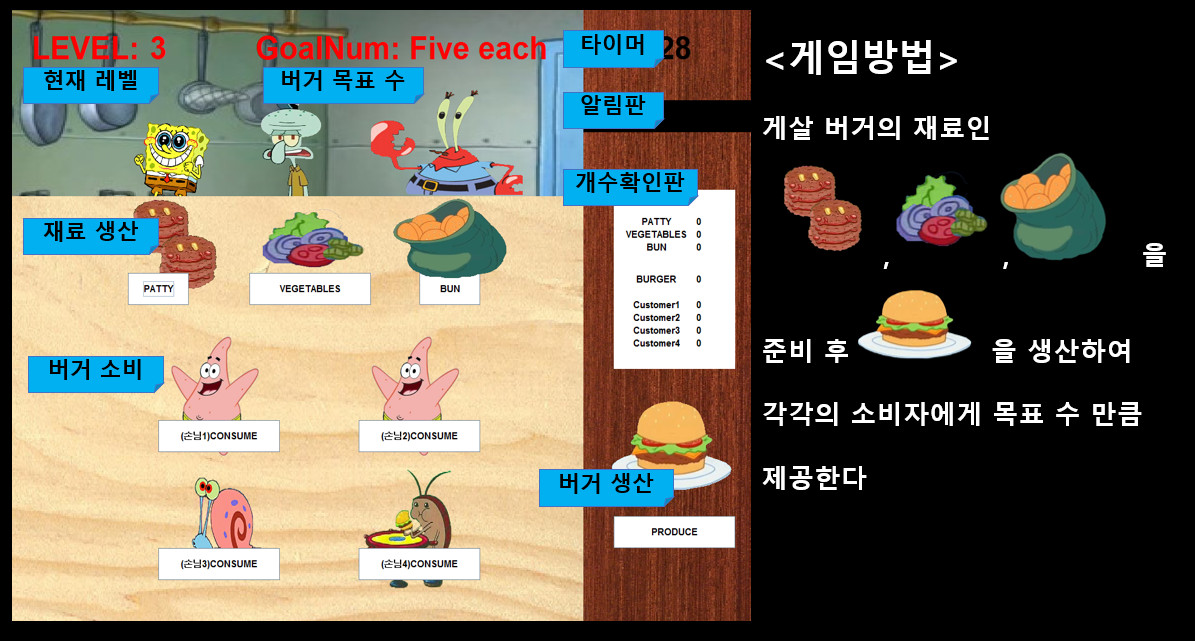 LEVEL: 3
GoalNum: Five each
28
현재 레벨
버거 목표 수
타이머
알림판
개수확인판
PATTY 0
VEGETABLES 0
BUN 0
BURGER 0
Customer1 0
Customer2 0
Customer3 0
Customer4 0
재료 생산
PATTY
VEGETABLES
BUN
버거 소비
(손님1)CONSUME
(손님2)CONSUME
(손님3)CONSUME
(손님4)CONSUME
버거 생산
PRODUCE
<게임방법>
게살 버거의 재료인
, , 을
준비 후 을 생산하여
각각의 소비자에게 목표 수 만큼
제공한다